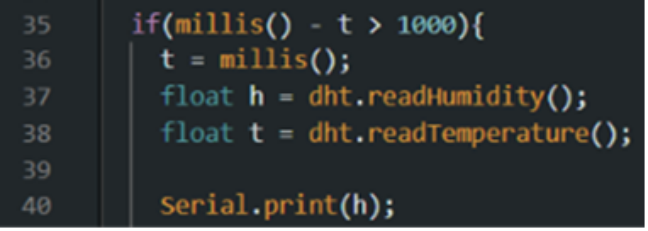 35 if(millis() - t > 1000){
36 t = millis();
37 float h = dht.readHumidity();
38 float t = dht.readTemperature();
39
40 Serial.print(h);